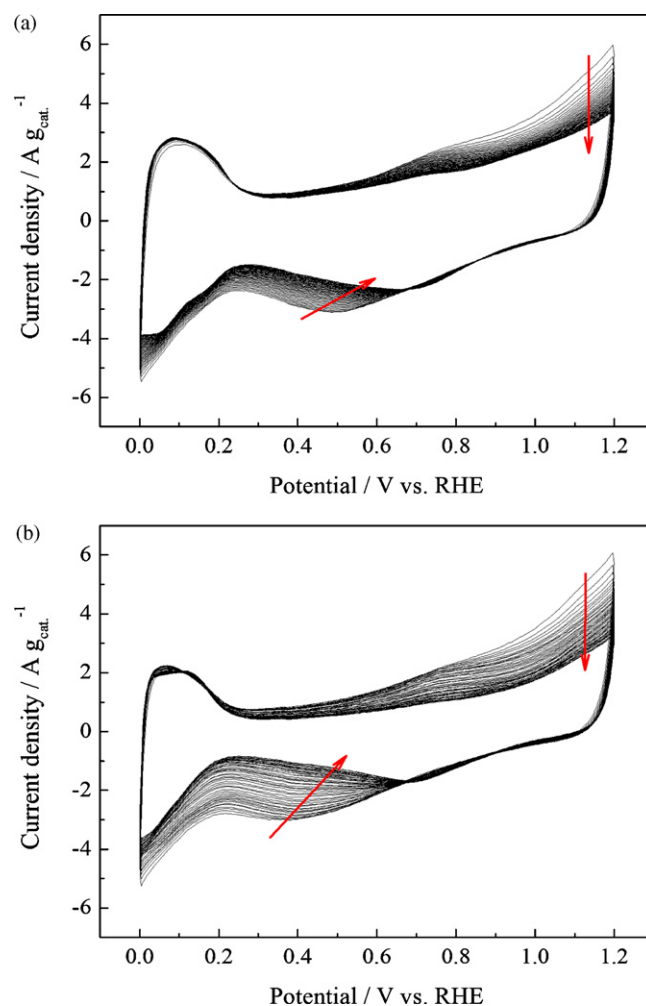 (a)
6
4
2
0
-2
-4
-6
Current density / A g_cat.^-1
0.0 0.2 0.4 0.6 0.8 1.0 1.2
Potential / V vs. RHE
(b)
6
4
2
0
-2
-4
-6
Current density / A g_cat.^-1
0.0 0.2 0.4 0.6 0.8 1.0 1.2
Potential / V vs. RHE